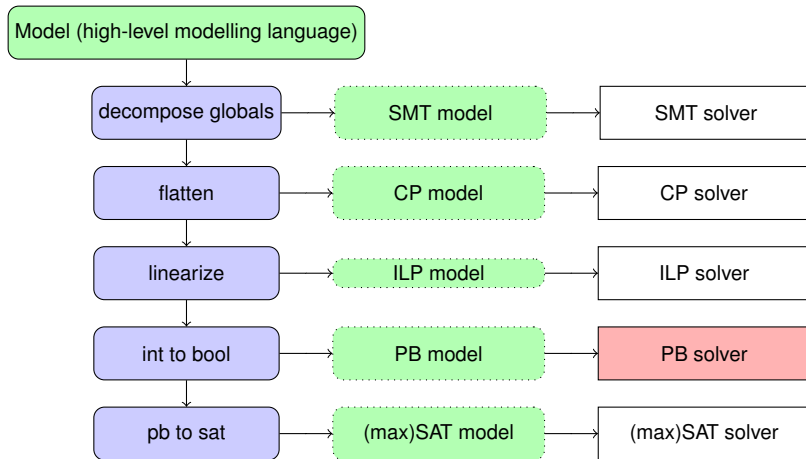 Model (high-level modelling language)
decompose globals
SMT model
SMT solver
flatten
CP model
CP solver
linearize
ILP model
ILP solver
int to bool
PB model
PB solver
pb to sat
(max)SAT model
(max)SAT solver